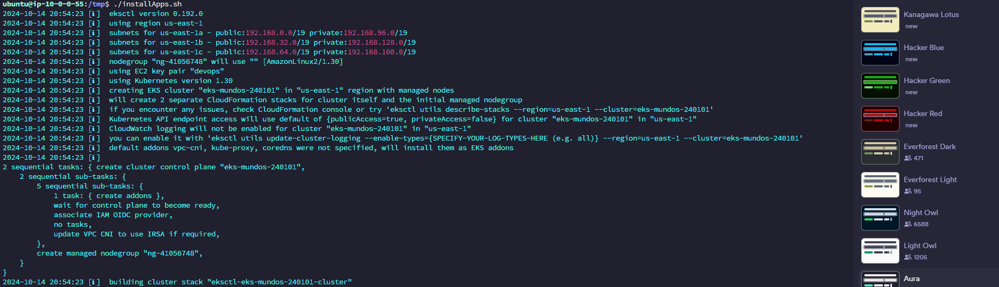 ubuntu@ip-10-0-0-55:/tmp$ ./installApps.sh
2024-10-14 20:54:23 [ℹ]  eksctl version 0.192.0
2024-10-14 20:54:23 [ℹ]  using region us-east-1
2024-10-14 20:54:23 [ℹ]  subnets for us-east-1a - public:192.168.0.0/19 private:192.168.96.0/19
2024-10-14 20:54:23 [ℹ]  subnets for us-east-1b - public:192.168.32.0/19 private:192.168.128.0/19
2024-10-14 20:54:23 [ℹ]  subnets for us-east-1c - public:192.168.64.0/19 private:192.168.160.0/19
2024-10-14 20:54:23 [ℹ]  nodegroup "ng-41056748" will use "" [AmazonLinux2/1.30]
2024-10-14 20:54:23 [ℹ]  using EC2 key pair "devops"
2024-10-14 20:54:23 [ℹ]  using Kubernetes version 1.30
2024-10-14 20:54:23 [ℹ]  creating EKS cluster "eks-mundos-240101" in "us-east-1" region with managed nodes
2024-10-14 20:54:23 [ℹ]  will create 2 separate CloudFormation stacks for cluster itself and the initial managed nodegroup
2024-10-14 20:54:23 [ℹ]  if you encounter any issues, check CloudFormation console or try 'eksctl utils describe-stacks --region=us-east-1 --cluster=eks-mundos-240101'
2024-10-14 20:54:23 [ℹ]  Kubernetes API endpoint access will use default of {publicAccess=true, privateAccess=false} for cluster "eks-mundos-240101" in "us-east-1"
2024-10-14 20:54:23 [ℹ]  CloudWatch logging will not be enabled for cluster "eks-mundos-240101" in "us-east-1"
2024-10-14 20:54:23 [ℹ]  you can enable it with 'eksctl utils update-cluster-logging --enable-types={SPECIFY-YOUR-LOG-TYPES-HERE (e.g. all)} --region=us-east-1 --cluster=eks-mundos-240101'
2024-10-14 20:54:23 [ℹ]  default addons vpc-cni, kube-proxy, coredns were not specified, will install them as EKS addons
2024-10-14 20:54:23 [ℹ]
2 sequential tasks: { create cluster control plane "eks-mundos-240101",
    2 sequential sub-tasks: {
        5 sequential sub-tasks: {
            1 task: { create addons },
            wait for control plane to become ready,
            associate IAM OIDC provider,
            no tasks,
            update VPC CNI to use IRSA if required,
        },
        create managed nodegroup "ng-41056748",
    }
}
2024-10-14 20:54:23 [ℹ]  building cluster stack "eksctl-eks-mundos-240101-cluster"
Kanagawa Lotus
new
Hacker Blue
new
Hacker Green
new
Hacker Red
new
Everforest Dark
471
Everforest Light
95
Night Owl
6588
Light Owl
1205
Aura